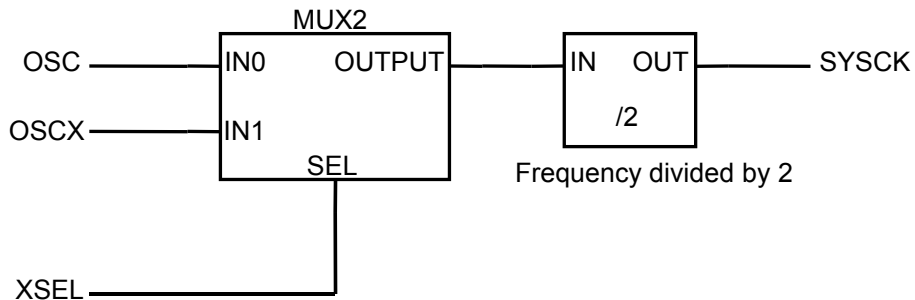 MUX2
OSC IN0 OUTPUT IN OUT SYSCK
OSCX IN1 /2
SEL Frequency divided by 2
XSEL